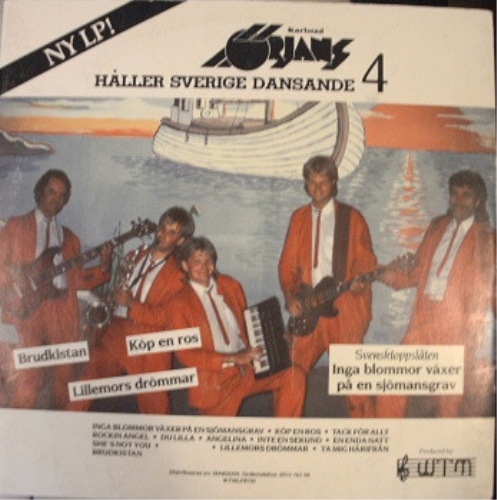 NY LP!
Karlstad
ÖRJANS
HÅLLER SVERIGE DANSANDE 4
Brudkistan
Köp en ros
Lillemors drömmar
Svensktoppslåten
Inga blommor växer
på en sjömansgrav
INGA BLOMMOR VÄXER PÅ EN SJÖMANSGRAV • KÖP EN ROS • TACK FÖR ALLT
ROCKIN ANGEL • DU LILLA • ANGELINA • INTE EN SEKUND • EN ENDA NATT
SHE'S NOT YOU • LILLEMORS DRÖMMAR • TA MIG HÄRIFRÅN
BRUDKISTAN
Produced by
WTM